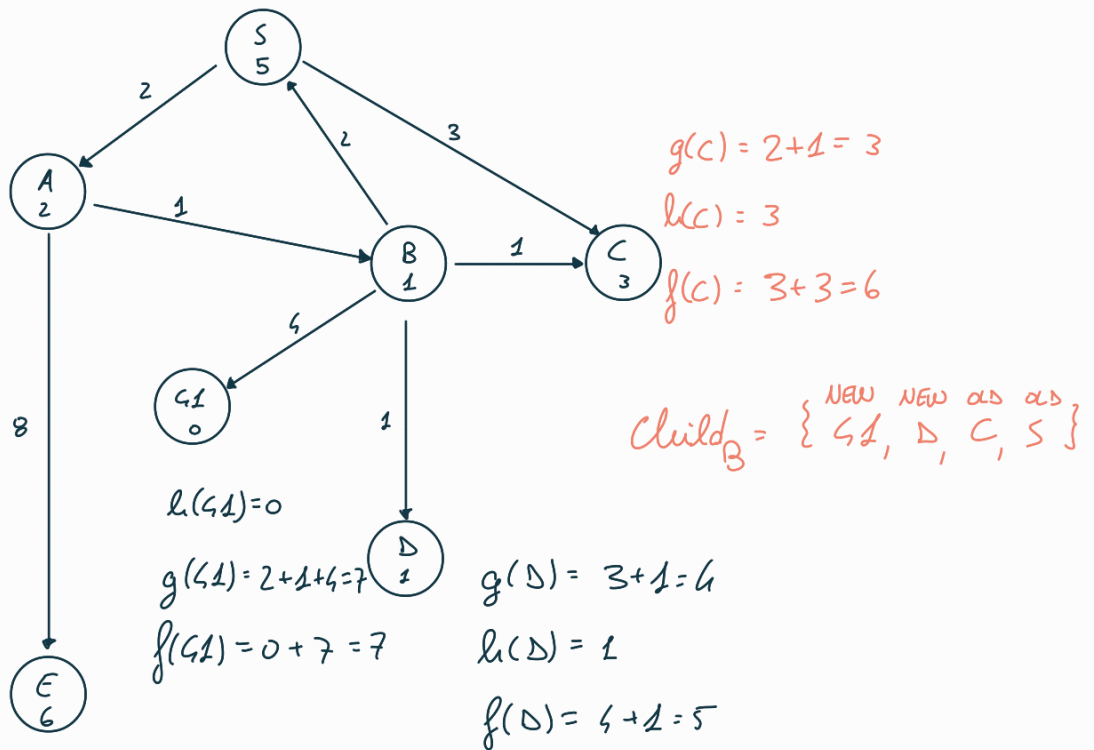 S
5
2
3
2
g(C) = 2+1= 3
A
2
1
h(C) = 3
B
1
1
C
3
f(C) = 3+3=6
4
G1
0
8
1
NEW NEW OLD OLD
Child_B = { G1, D, C, S }
h(G1)=0
D
1
g(G1)=2+1+4=7
g(D) = 3+1=4
f(G1)=0+7=7
h(D) = 1
E
6
f(D) = 4+1=5